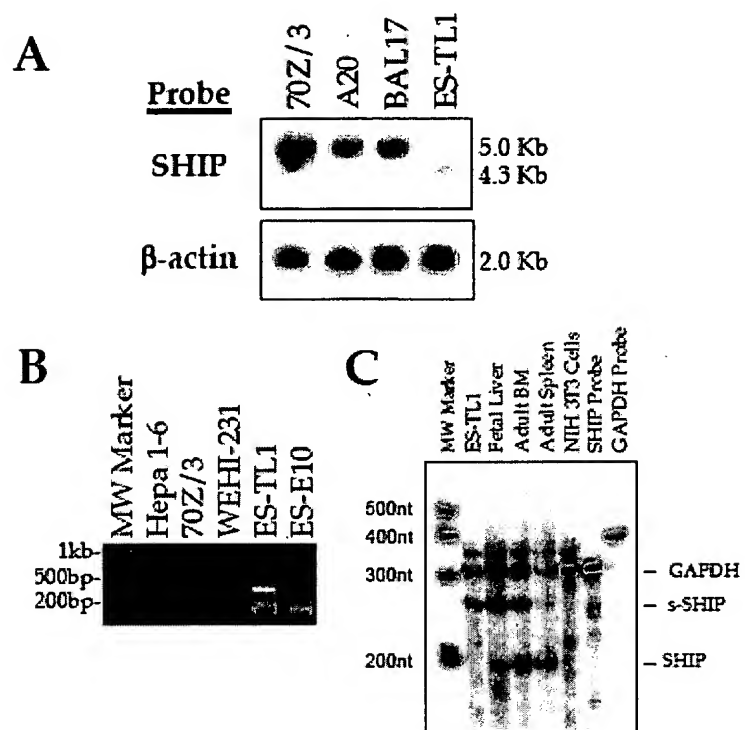 A
Probe
70Z/3
A20
BAL17
ES-TL1
SHIP
5.0 Kb
4.3 Kb
β-actin
2.0 Kb
B
MW Marker
Hepa 1-6
70Z/3
WEHI-231
ES-TL1
ES-E10
1kb-
500bp-
200bp-
C
MW Marker
ES-TL1
Fetal Liver
Adult BM
Adult Spleen
NIH 3T3 Cells
SHIP Probe
GAPDH Probe
500nt
400nt
300nt
200nt
– GAPDH
– s-SHIP
– SHIP